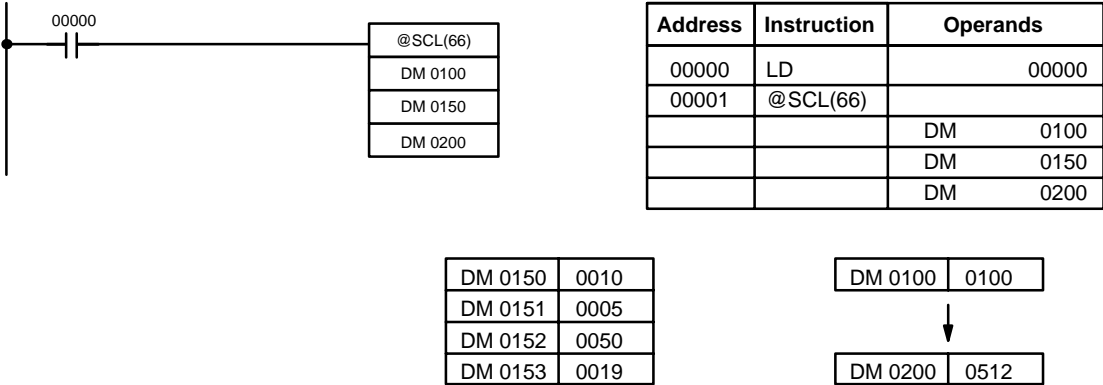 00000
@SCL(66)
DM 0100
DM 0150
DM 0200
Address Instruction Operands
00000 LD 00000
00001 @SCL(66)
DM 0100
DM 0150
DM 0200
DM 0150 0010
DM 0151 0005
DM 0152 0050
DM 0153 0019
DM 0100 0100
DM 0200 0512